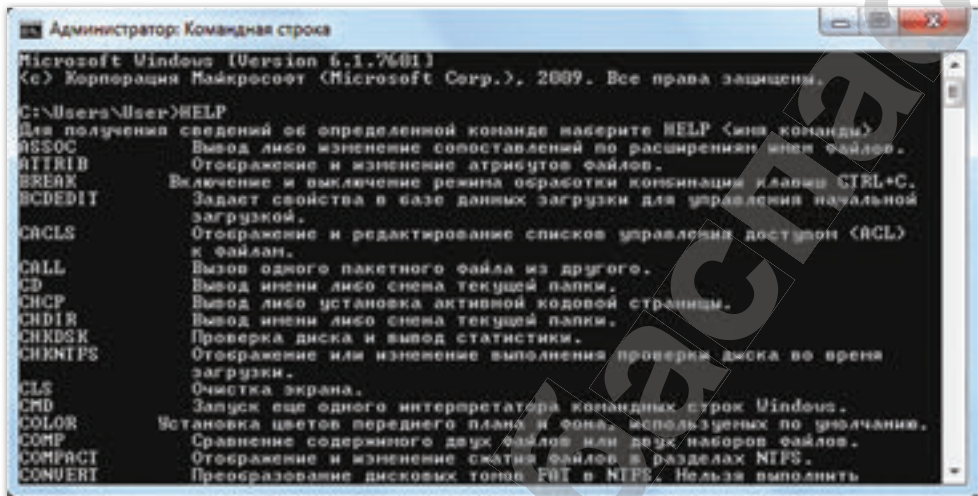 Администратор: Командная строка
Microsoft Windows [Version 6.1.7601]
(c) Корпорация Майкрософт (Microsoft Corp.), 2009. Все права защищены.
C:\Users\User>HELP
Для получения сведений об определенной команде наберите HELP <имя команды>
ASSOC Вывод либо изменение сопоставлений по расширениям имен файлов.
ATTRIB Отображение и изменение атрибутов файлов.
BREAK Включение и выключение режима обработки комбинации клавиш CTRL+C.
BCDEDIT Задает свойства в базе данных загрузки для управления начальной
загрузкой.
CACLS Отображение и редактирование списков управления доступом (ACL)
к файлам.
CALL Вызов одного пакетного файла из другого.
CD Вывод имени либо смена текущей папки.
CHCP Вывод либо установка активной кодовой страницы.
CHDIR Вывод имени либо смена текущей папки.
CHKDSK Проверка диска и вывод статистики.
CHKNTFS Отображение или изменение выполнения проверки диска во время
загрузки.
CLS Очистка экрана.
CMD Запуск еще одного интерпретатора командных строк Windows.
COLOR Установка цветов переднего плана и фона, используемых по умолчанию.
COMP Сравнение содержимого двух файлов или двух наборов файлов.
COMPACT Отображение и изменение сжатия файлов в разделах NTFS.
CONVERT Преобразование дисковых томов FAT в NTFS. Нельзя выполнить